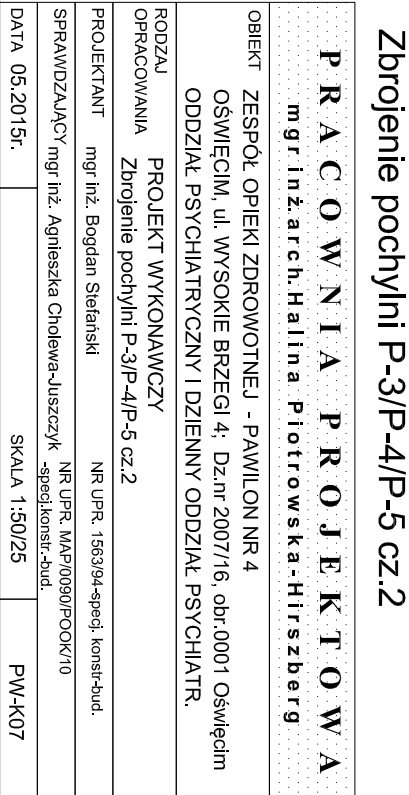 Zbrojenie pochylni P-3/P-4/P-5 cz.2
PRACOWNIA PROJEKTOWA
mgr inż.arch.Halina Piotrowska-Hirszberg
OBIEKT ZESPÓŁ OPIEKI ZDROWOTNEJ - PAWILON NR 4
OŚWIĘCIM, ul. WYSOKIE BRZEGI 4; Dz.nr 2007/16, obr.0001 Oświęcim
ODDZIAŁ PSYCHIATRYCZNY I DZIENNY ODDZIAŁ PSYCHIATR.
RODZAJ OPRACOWANIA PROJEKT WYKONAWCZY
Zbrojenie pochylni P-3/P-4/P-5 cz.2
PROJEKTANT mgr inż. Bogdan Stefański NR UPR. 1563/94-specj. konstr-bud.
SPRAWDZAJĄCY mgr inż. Agnieszka Cholewa-Juszczyk NR UPR. MAP/0090/POOK/10
-specj.konstr.-bud.
DATA 05.2015r. SKALA 1:50/25 PW-K07